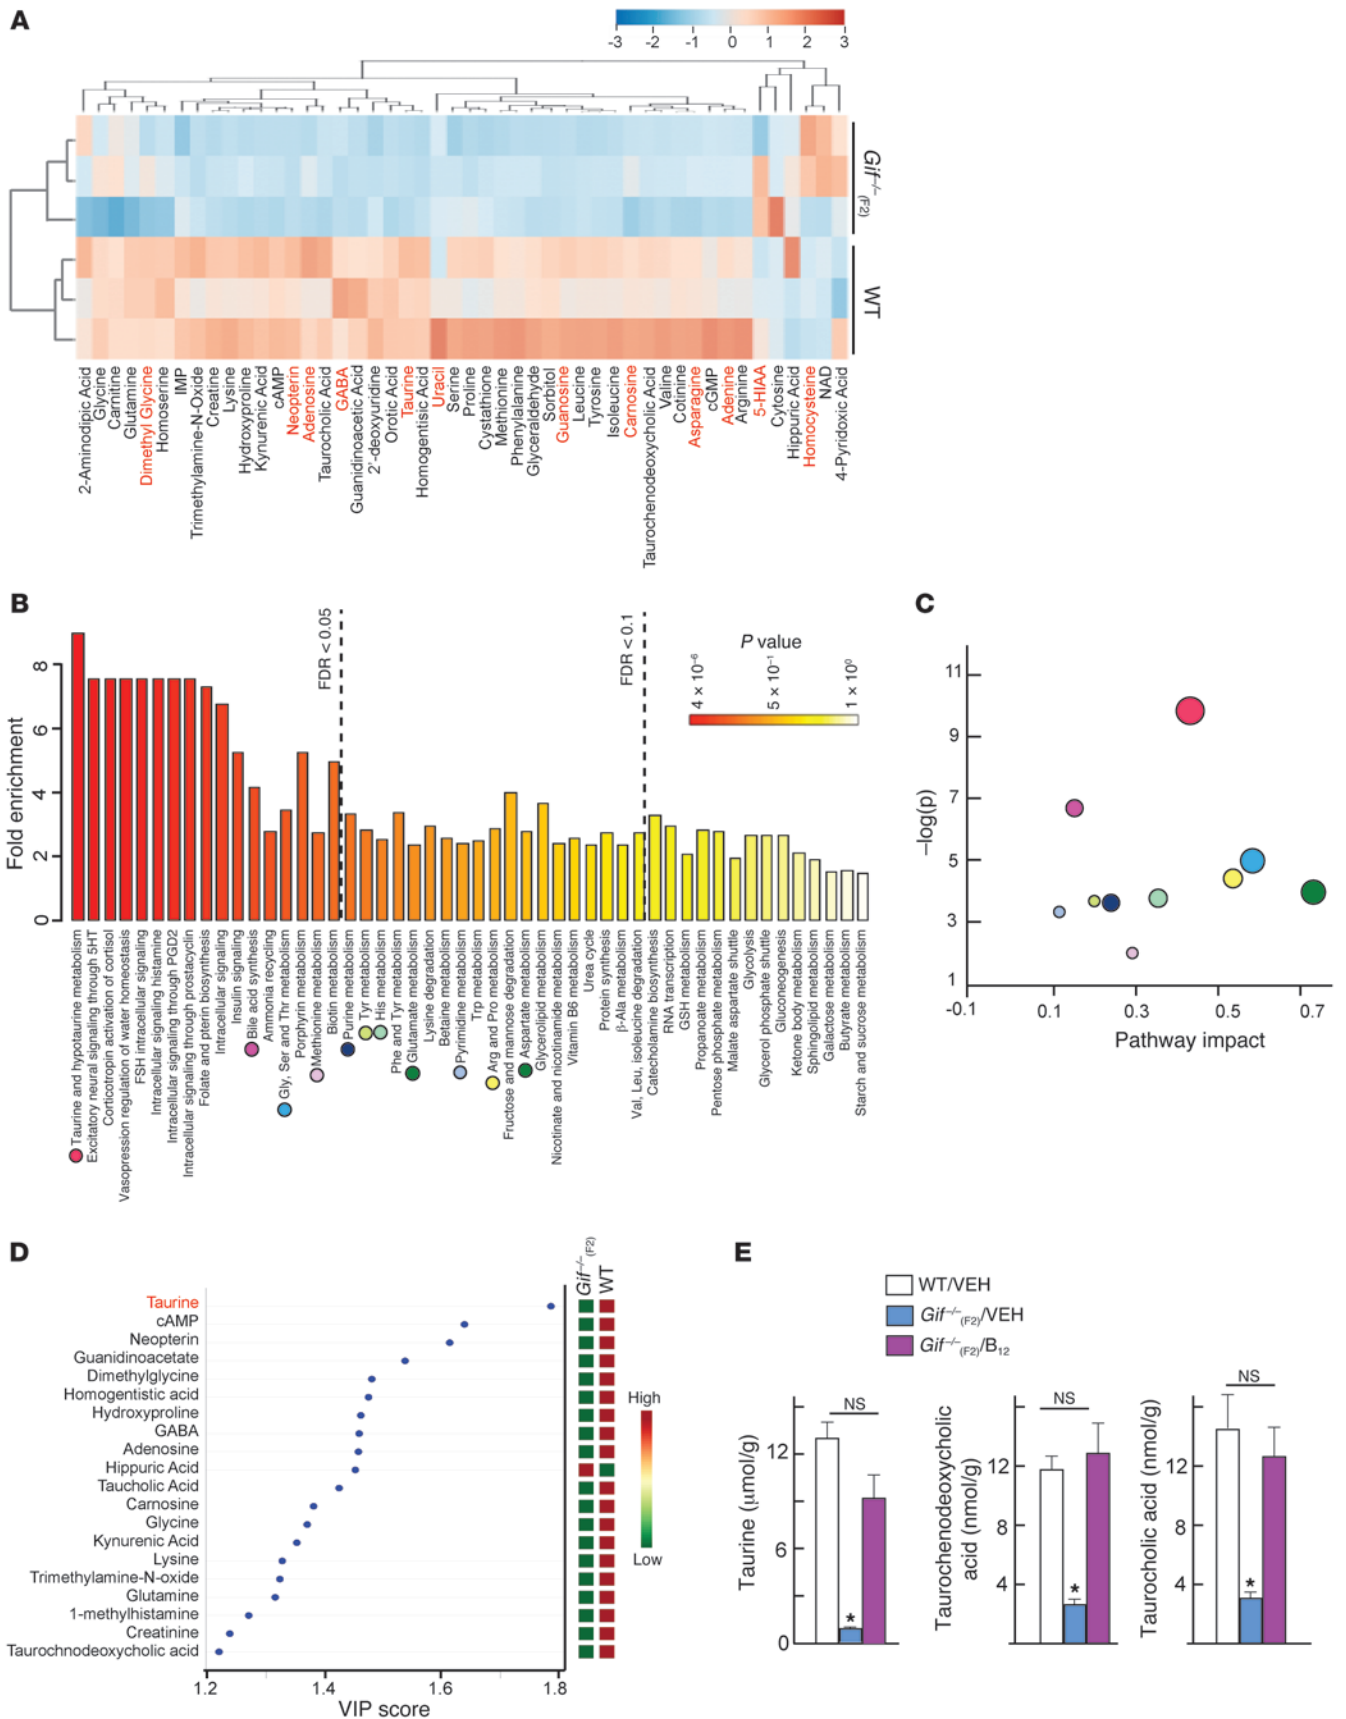 A
-3 -2 -1 0 1 2 3
Gif−/−(F2)
WT
2-Aminodipic Acid
Glycine
Carnitine
Glutamine
Dimethyl Glycine
Homoserine
IMP
Trimethylamine-N-Oxide
Creatine
Lysine
Hydroxyproline
Kynurenic Acid
cAMP
Neopterin
Adenosine
Taurocholic Acid
GABA
Guanidinoacetic Acid
2'-deoxyuridine
Orotic Acid
Taurine
Homogentisic Acid
Uracil
Serine
Proline
Cystathione
Methionine
Phenylalanine
Glyceraldehyde
Sorbitol
Guanosine
Leucine
Tyrosine
Isoleucine
Carnosine
Taurochenodeoxycholic Acid
Valine
Cotinine
Asparagine
cGMP
Adenine
Arginine
5-HIAA
Cytosine
Hippuric Acid
Homocysteine
NAD
4-Pyridoxic Acid
B
Fold enrichment
0 2 4 6 8
FDR < 0.05
FDR < 0.1
P value
4 × 10⁻⁶
5 × 10⁻¹
1 × 10⁰
Taurine and hypotaurine metabolism
Excitatory neural signaling through 5HT
Corticotropin activation of cortisol
Vasopression regulation of water homeostasis
FSH intracellular signaling
Intracellular signaling histamine
Intracellular signaling through PGD2
Intracellular signaling through prostacyclin
Folate and pterin biosynthesis
Intracellular signaling
Insulin signaling
Bile acid synthesis
Ammonia recycling
Gly, Ser and Thr metabolism
Porphyrin metabolism
Methionine metabolism
Biotin metabolism
Purine metabolism
Tyr metabolism
His metabolism
Phe and Tyr metabolism
Glutamate metabolism
Lysine degradation
Betaine metabolism
Pyrimidine metabolism
Trp metabolism
Arg and Pro metabolism
Fructose and mannose degradation
Aspartate metabolism
Glycerolipid metabolism
Nicotinate and nicotinamide metabolism
Vitamin B6 metabolism
Urea cycle
Protein synthesis
β-Ala metabolism
Val, Leu, isoleucine degradation
Catecholamine biosynthesis
RNA transcription
GSH metabolism
Propanoate metabolism
Pentose phosphate metabolism
Malate aspartate shuttle
Glycolysis
Glycerol phosphate shuttle
Gluconeogenesis
Ketone body metabolism
Sphingolipid metabolism
Galactose metabolism
Butyrate metabolism
Starch and sucrose metabolism
C
−log(p)
11
9
7
5
3
1
-0.1 0.1 0.3 0.5 0.7
Pathway impact
D
Gif−/−(F2)
WT
Taurine
cAMP
Neopterin
Guanidinoacetate
Dimethylglycine
Homogentistic acid
Hydroxyproline
GABA
Adenosine
Hippuric Acid
Taucholic Acid
Carnosine
Glycine
Kynurenic Acid
Lysine
Trimethylamine-N-oxide
Glutamine
1-methylhistamine
Creatinine
Taurochnodeoxycholic acid
1.2 1.4 1.6 1.8
VIP score
High
Low
E
WT/VEH
Gif−/−(F2)/VEH
Gif−/−(F2)/B12
Taurine (μmol/g)
12
6
0
NS
*
Taurochenodeoxycholic
acid (nmol/g)
12
8
4
NS
*
Taurocholic acid (nmol/g)
12
8
4
NS
*